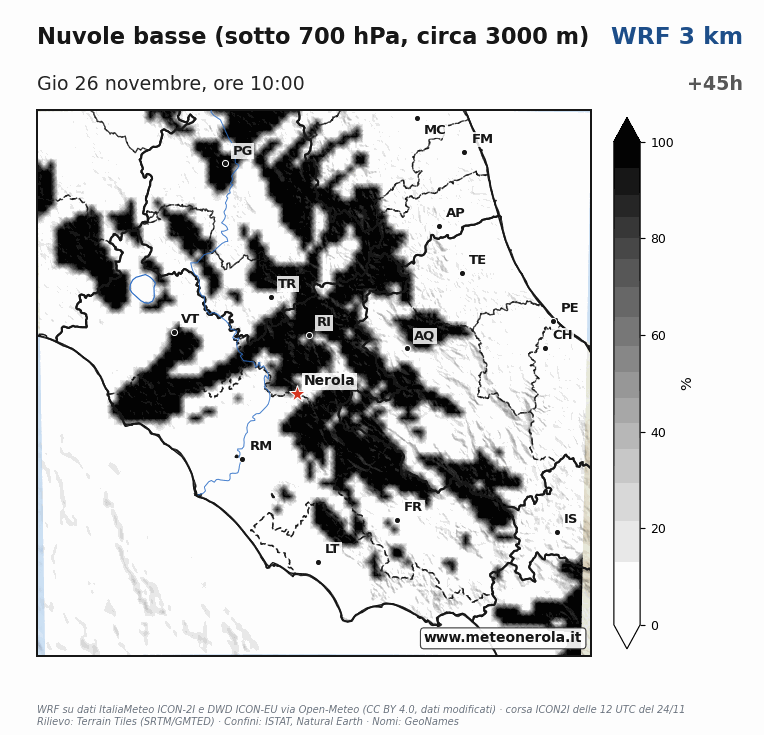 Nuvole basse (sotto 700 hPa, circa 3000 m) WRF 3 km
Gio 26 novembre, ore 10:00 +45h
MC
FM
PG
AP
TE
TR
PE
VT
RI
AQ
CH
Nerola
RM
FR
IS
LT
www.meteonerola.it
100
80
60
40
20
0
%
WRF su dati ItaliaMeteo ICON-2I e DWD ICON-EU via Open-Meteo (CC BY 4.0, dati modificati) · corsa ICON2I delle 12 UTC del 24/11
Rilievo: Terrain Tiles (SRTM/GMTED) · Confini: ISTAT, Natural Earth · Nomi: GeoNames